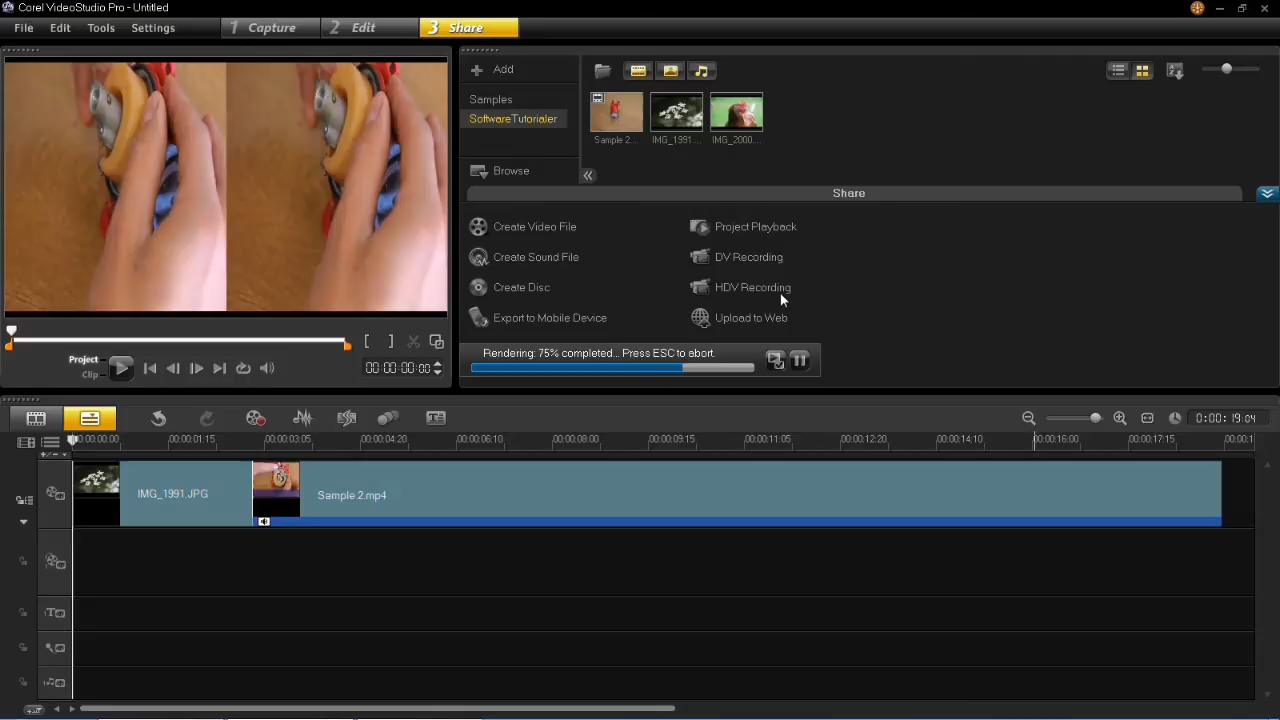 Corel VideoStudio Pro - Untitled
File Edit Tools Settings 1 Capture 2 Edit 3 Share
Add
Samples
SoftwareTutorialer
Browse
Sample 2... IMG_1991.... IMG_2000....
Share
Create Video File Project Playback
Create Sound File DV Recording
Create Disc HDV Recording
Export to Mobile Device Upload to Web
Rendering: 75% completed... Press ESC to abort.
Project
Clip
00:00:00:00
0:00:19:04
00:00:00:00 00:00:01:15 00:00:03:05 00:00:04:20 00:00:06:10 00:00:08:00 00:00:09:15 00:00:11:05 00:00:12:20 00:00:14:10 00:00:16:00 00:00:17:15 00:00:1
IMG_1991.JPG Sample 2.mp4